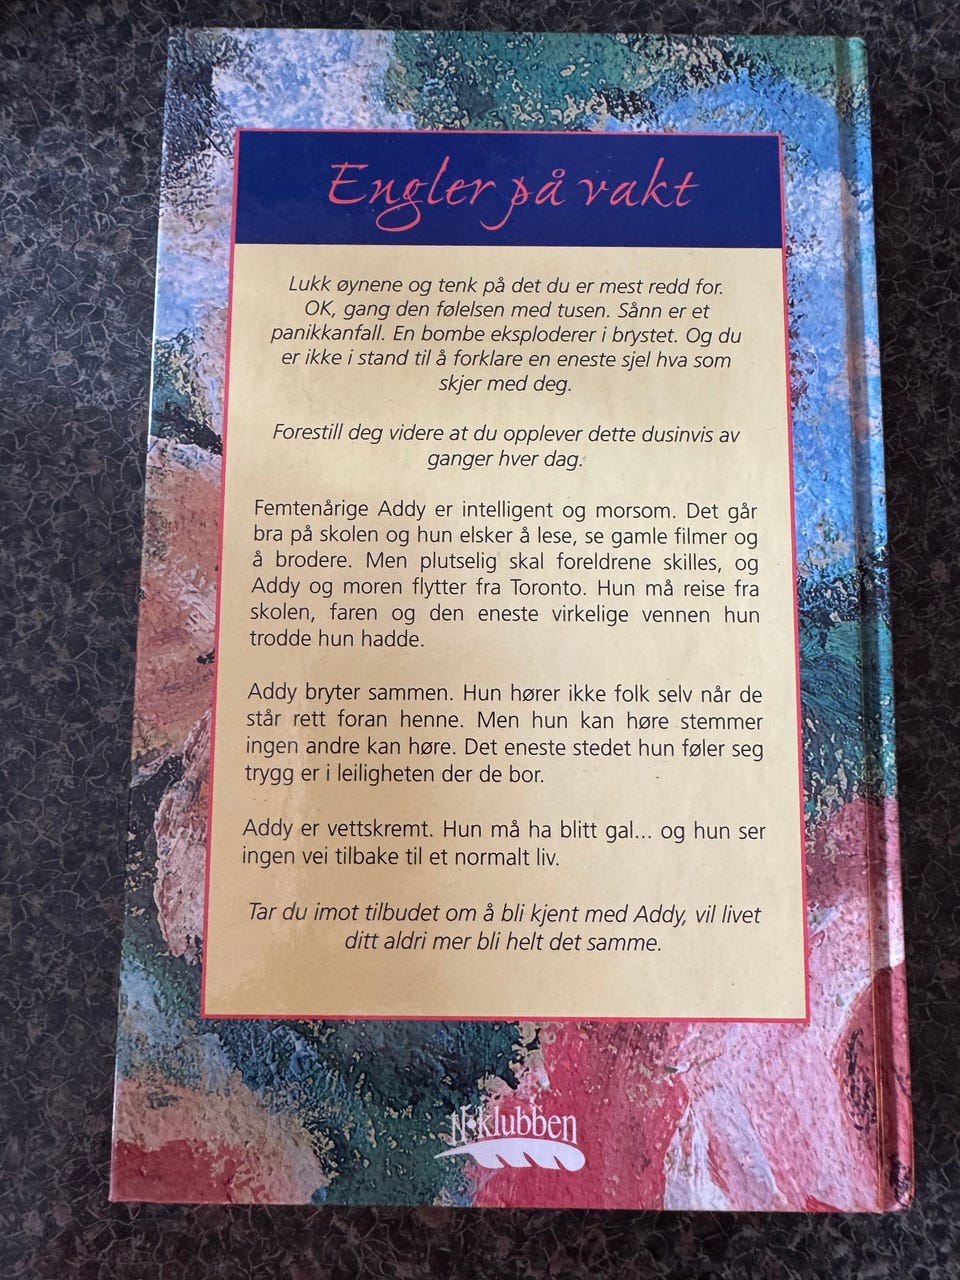 Engler på vakt
Lukk øynene og tenk på det du er mest redd for.
OK, gang den følelsen med tusen. Sånn er et
panikkanfall. En bombe eksploderer i brystet. Og du
er ikke i stand til å forklare en eneste sjel hva som
skjer med deg.
Forestill deg videre at du opplever dette dusinvis av
ganger hver dag.
Femtenårige Addy er intelligent og morsom. Det går
bra på skolen og hun elsker å lese, se gamle filmer og
å brodere. Men plutselig skal foreldrene skilles, og
Addy og moren flytter fra Toronto. Hun må reise fra
skolen, faren og den eneste virkelige vennen hun
trodde hun hadde.
Addy bryter sammen. Hun hører ikke folk selv når de
står rett foran henne. Men hun kan høre stemmer
ingen andre kan høre. Det eneste stedet hun føler seg
trygg er i leiligheten der de bor.
Addy er vettskremt. Hun må ha blitt gal... og hun ser
ingen vei tilbake til et normalt liv.
Tar du imot tilbudet om å bli kjent med Addy, vil livet
ditt aldri mer bli helt det samme.
klubben